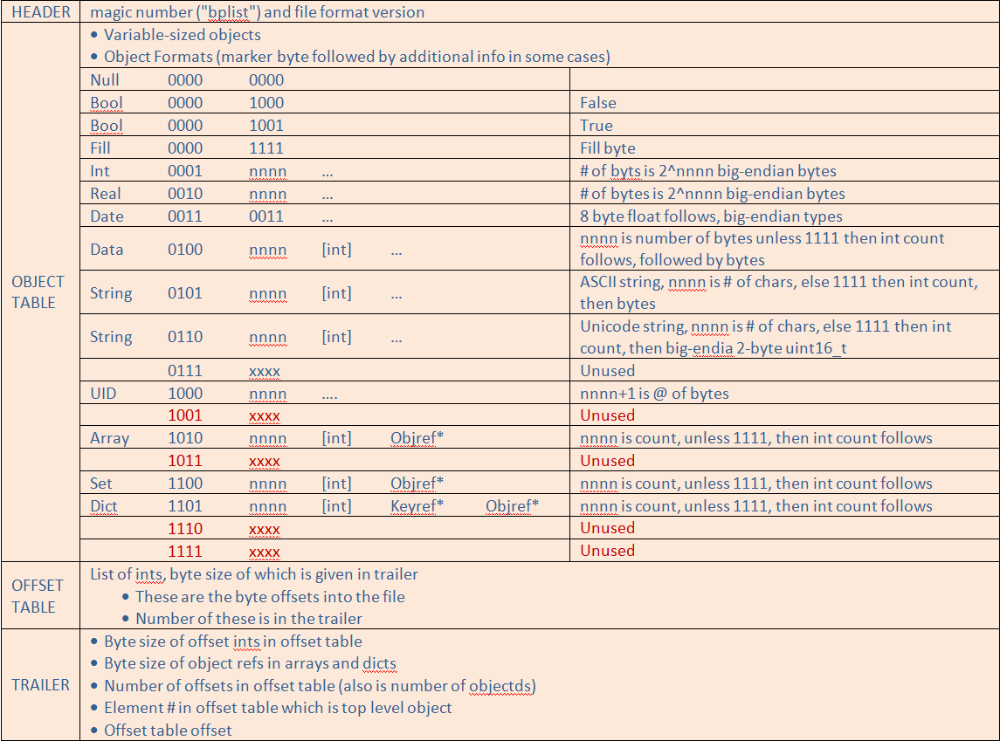 HEADER magic number ("bplist") and file format version
• Variable-sized objects
• Object Formats (marker byte followed by additional info in some cases)
Null 0000 0000
Bool 0000 1000 False
Bool 0000 1001 True
Fill 0000 1111 Fill byte
Int 0001 nnnn ... # of byts is 2^nnnn big-endian bytes
Real 0010 nnnn ... # of bytes is 2^nnnn big-endian bytes
Date 0011 0011 ... 8 byte float follows, big-endian types
Data 0100 nnnn [int] ... nnnn is number of bytes unless 1111 then int count
follows, followed by bytes
OBJECT
TABLE
String 0101 nnnn [int] ... ASCII string, nnnn is # of chars, else 1111 then int count,
then bytes
String 0110 nnnn [int] ... Unicode string, nnnn is # of chars, else 1111 then int
count, then big-endia 2-byte uint16_t
0111 xxxx Unused
UID 1000 nnnn .... nnnn+1 is @ of bytes
1001 xxxx Unused
Array 1010 nnnn [int] Objref* nnnn is count, unless 1111, then int count follows
1011 xxxx Unused
Set 1100 nnnn [int] Objref* nnnn is count, unless 1111, then int count follows
Dict 1101 nnnn [int] Keyref* Objref* nnnn is count, unless 1111, then int count follows
1110 xxxx Unused
1111 xxxx Unused
OFFSET
TABLE
List of ints, byte size of which is given in trailer
• These are the byte offsets into the file
• Number of these is in the trailer
TRAILER
• Byte size of offset ints in offset table
• Byte size of object refs in arrays and dicts
• Number of offsets in offset table (also is number of objectds)
• Element # in offset table which is top level object
• Offset table offset